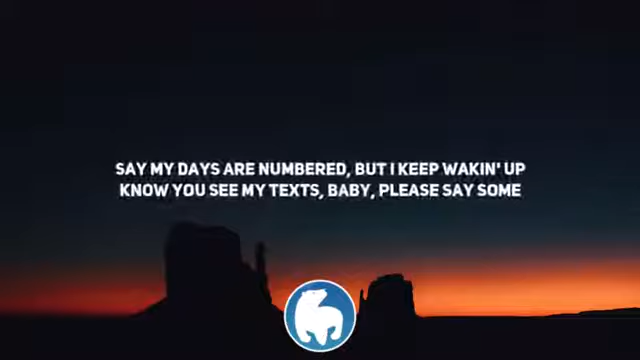 SAY MY DAYS ARE NUMBERED, BUT I KEEP WAKIN' UP
KNOW YOU SEE MY TEXTS, BABY, PLEASE SAY SOME